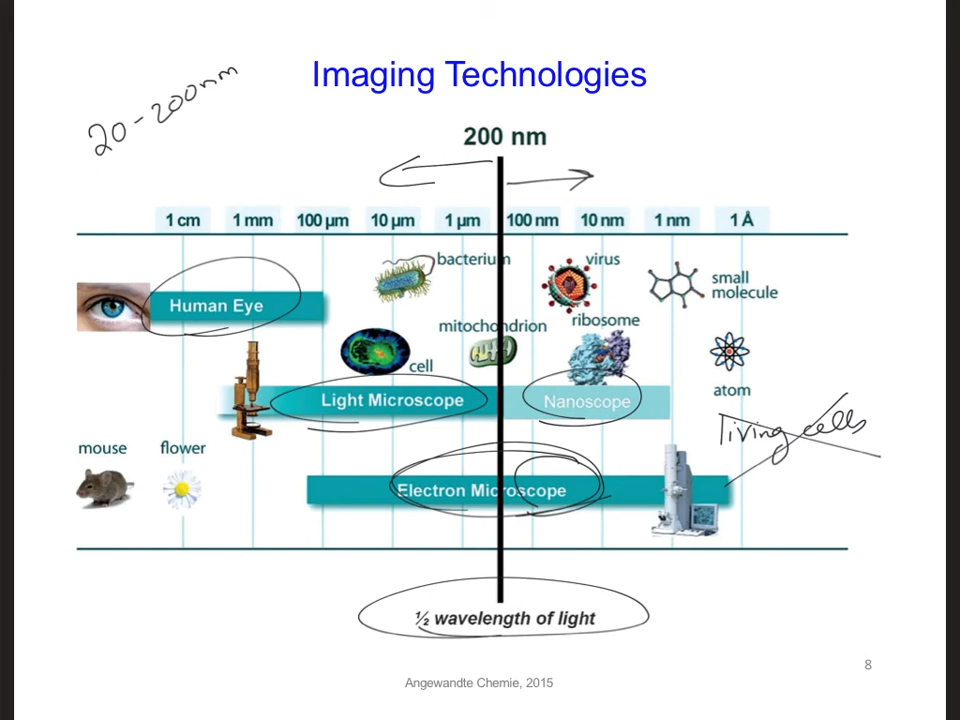 Imaging Technologies
20-200nm
200 nm
1 cm 1 mm 100 µm 10 µm 1 µm 100 nm 10 nm 1 nm 1 Å
bacterium virus
small
molecule
Human Eye
mitochondrion ribosome
cell
atom
Light Microscope Nanoscope
living cells
mouse flower
Electron Microscope
½ wavelength of light
8
Angewandte Chemie, 2015